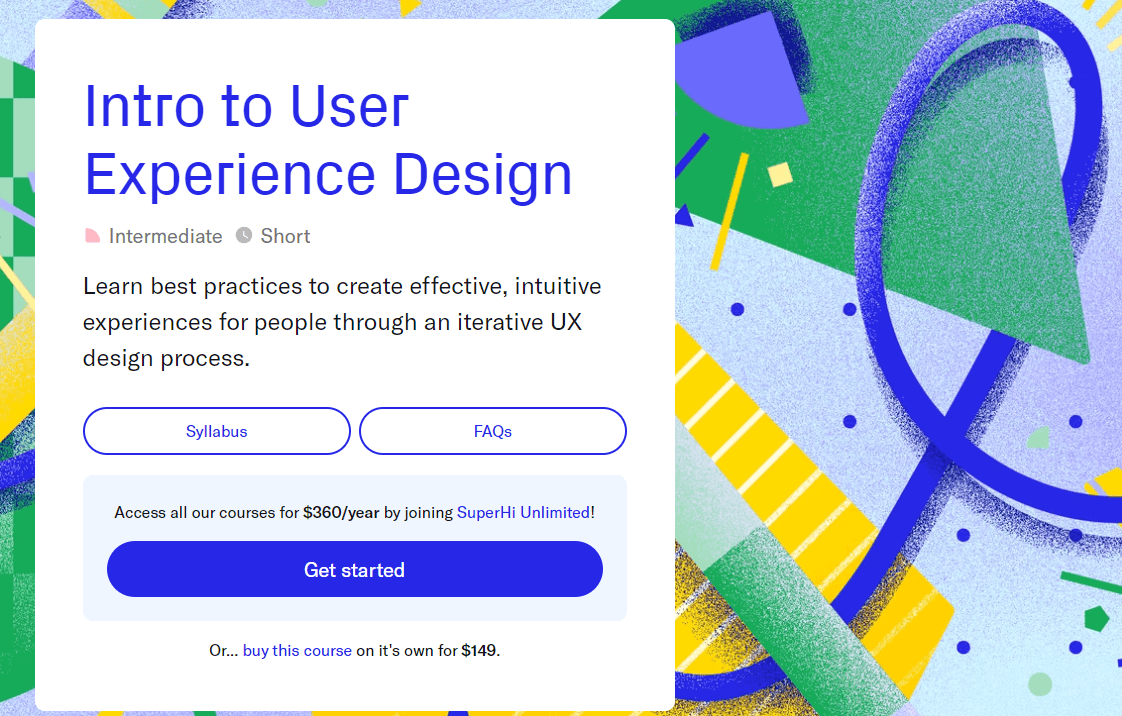 Intro to User
Experience Design
Intermediate Short
Learn best practices to create effective, intuitive
experiences for people through an iterative UX
design process.
Syllabus FAQs
Access all our courses for $360/year by joining SuperHi Unlimited!
Get started
Or... buy this course on it's own for $149.